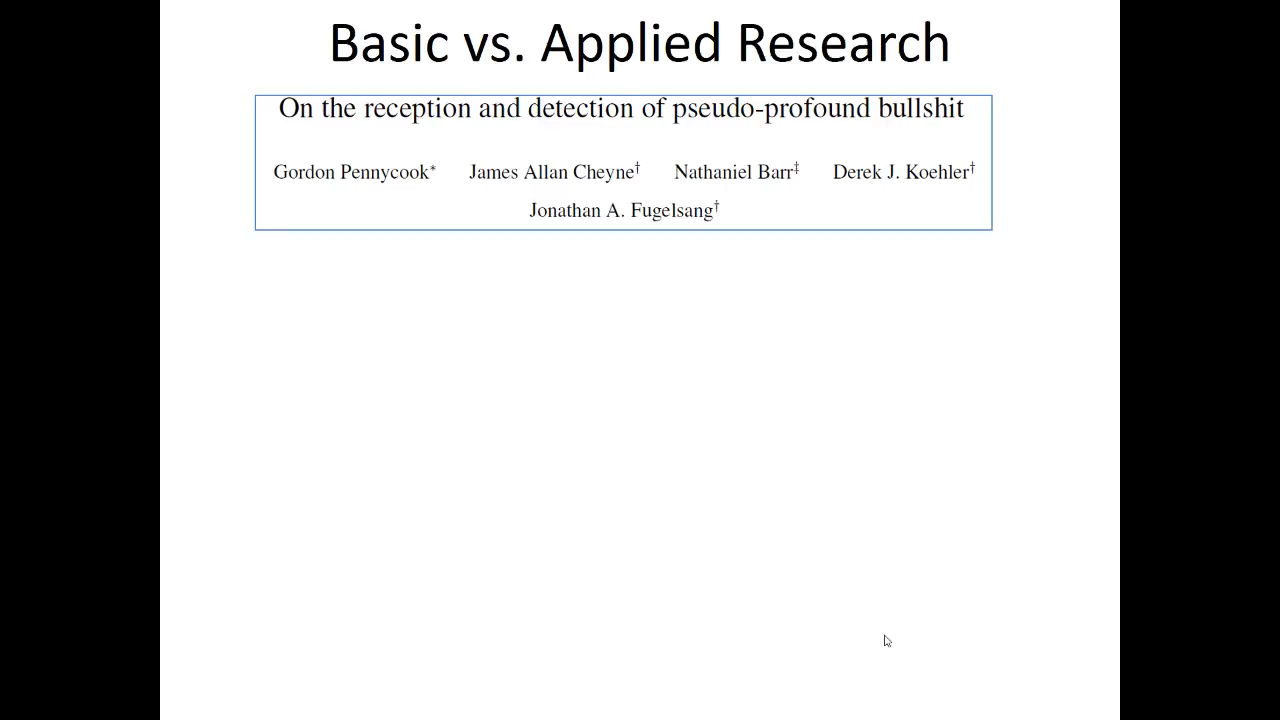 Basic vs. Applied Research
On the reception and detection of pseudo-profound bullshit
Gordon Pennycook* James Allan Cheyne† Nathaniel Barr‡ Derek J. Koehler†
Jonathan A. Fugelsang†